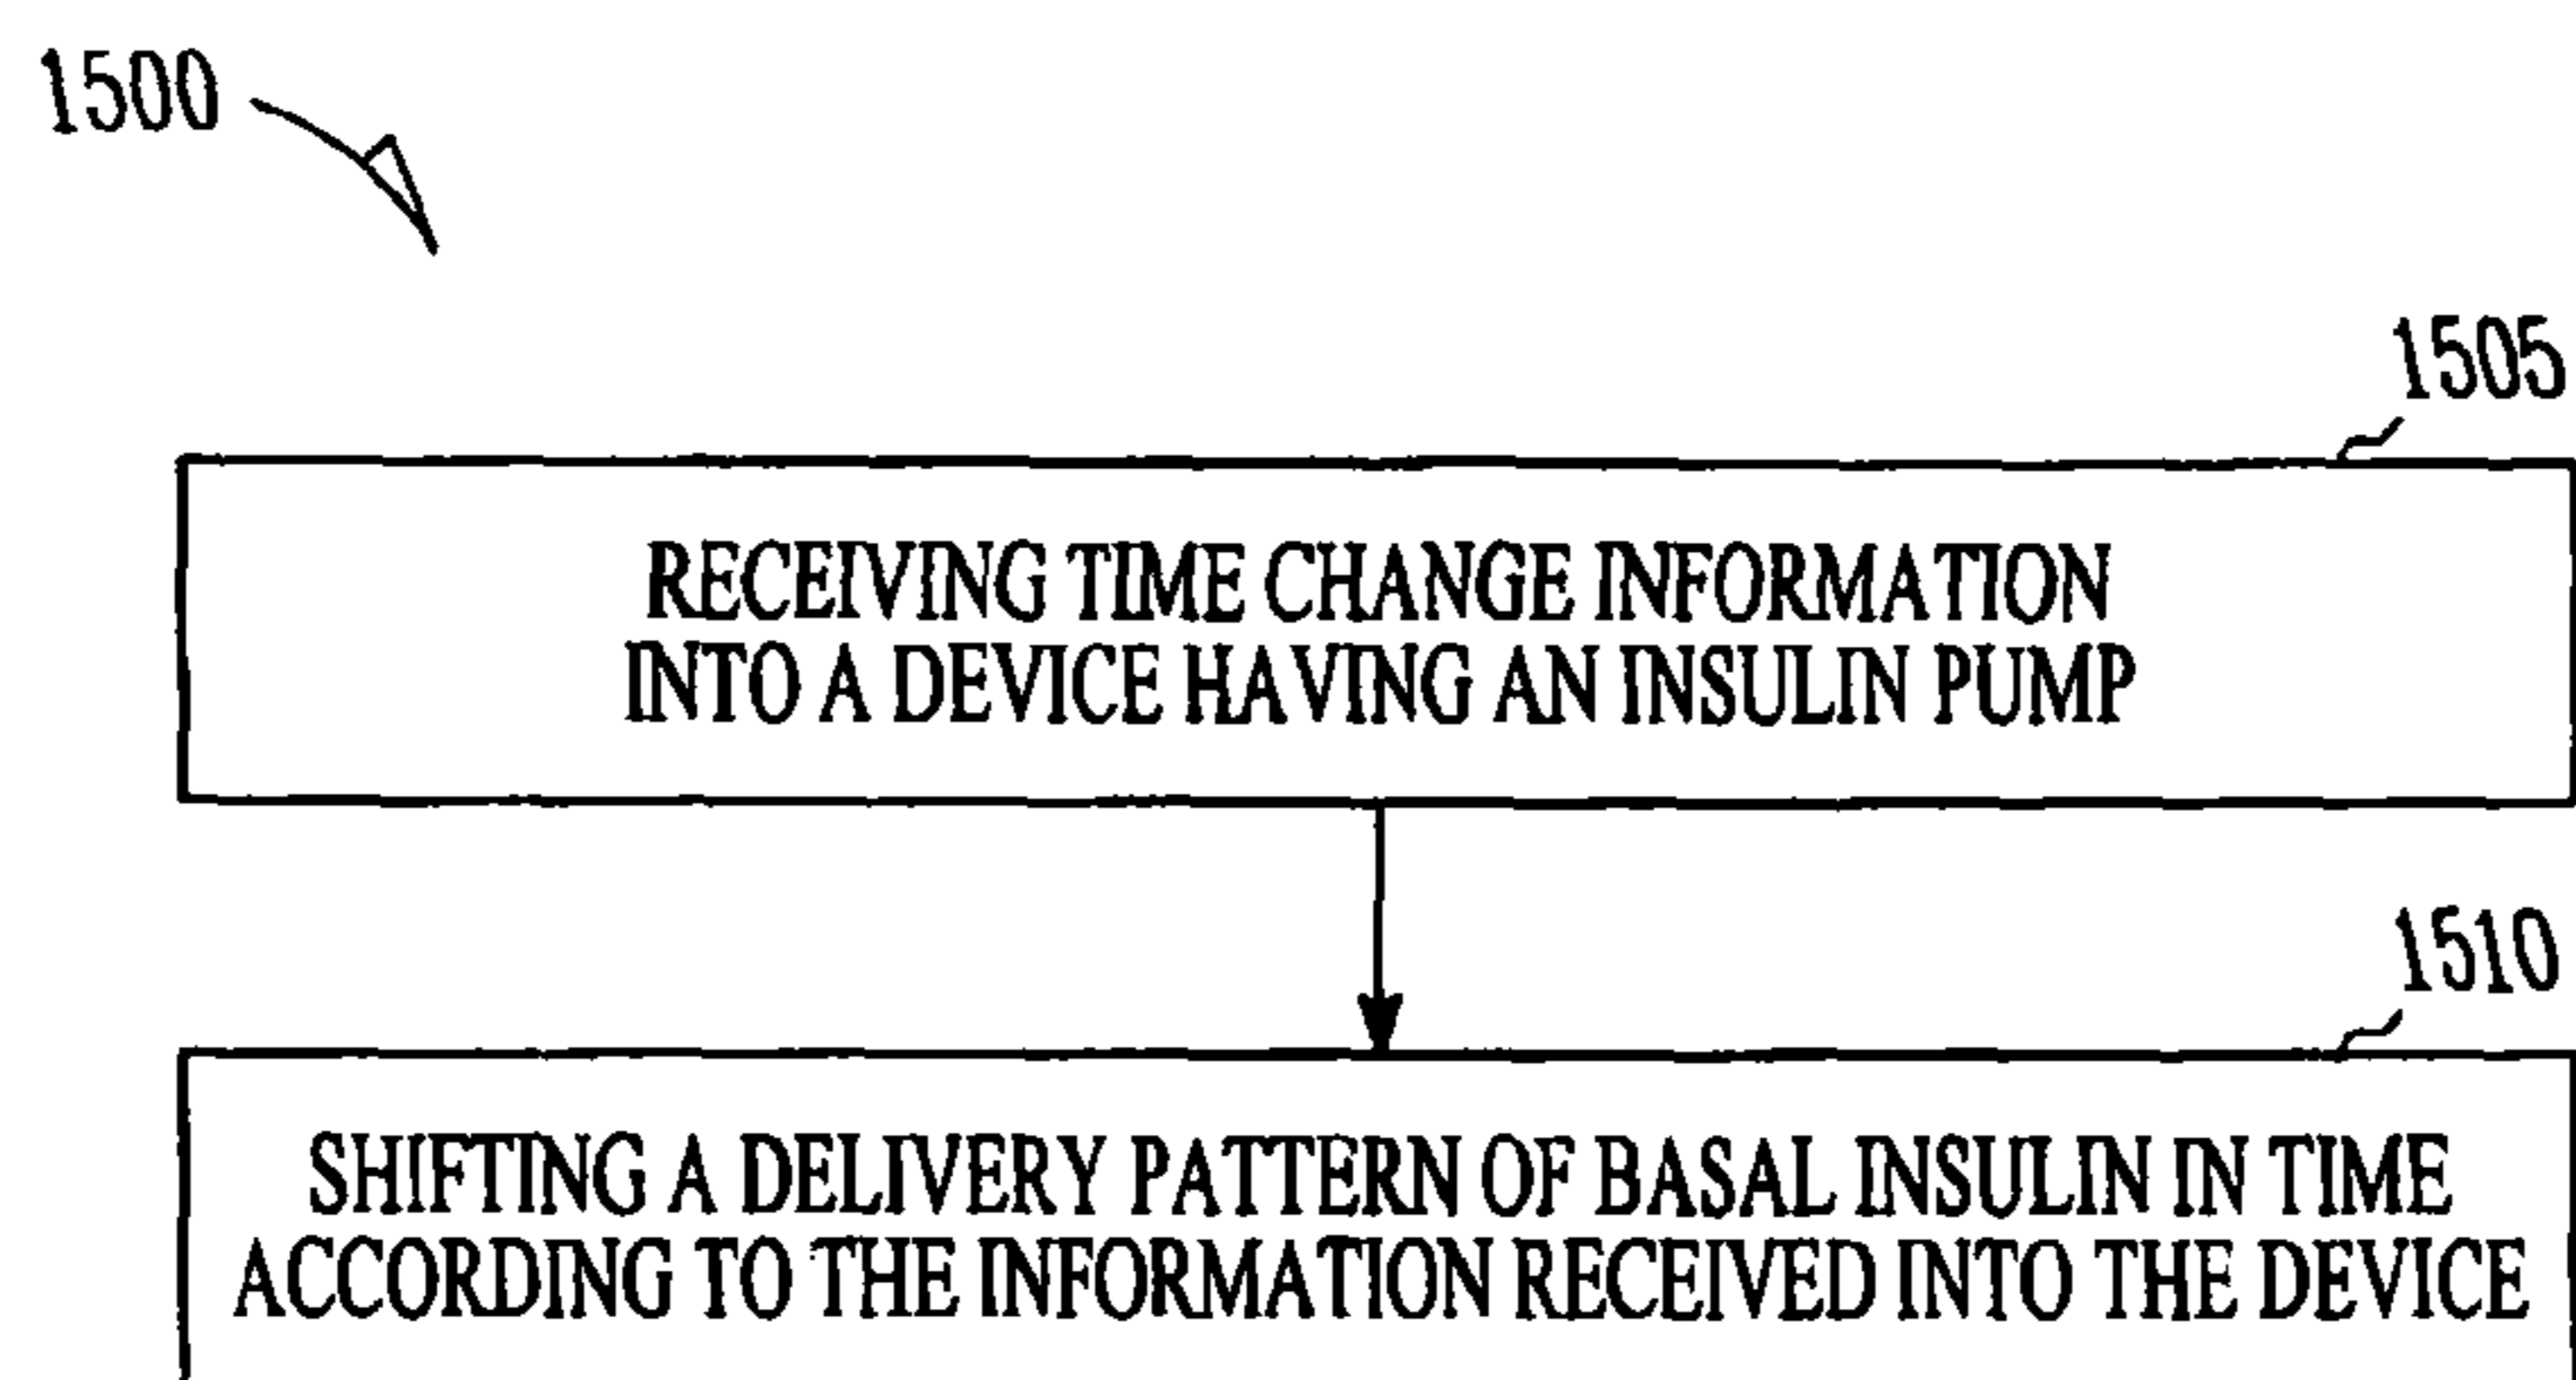 1500
1505
RECEIVING TIME CHANGE INFORMATION
INTO A DEVICE HAVING AN INSULIN PUMP
1510
SHIFTING A DELIVERY PATTERN OF BASAL INSULIN IN TIME
ACCORDING TO THE INFORMATION RECEIVED INTO THE DEVICE